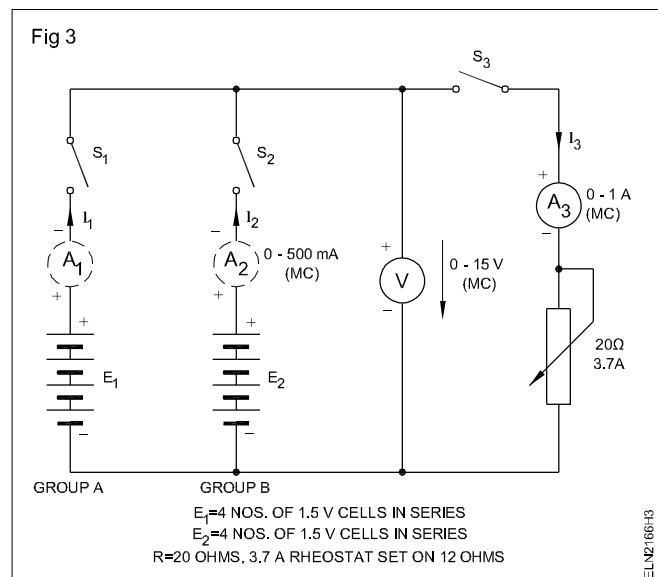 Fig 3
S3
S1
S2
I1
I2
I3
+
A3
−
0 - 1 A
(MC)
−
A1
+
−
A2
+
0 - 500 mA
(MC)
+
V
−
0 - 15 V
(MC)
20Ω
3.7A
+
E1
−
+
E2
−
GROUP A
GROUP B
E1=4 NOS. OF 1.5 V CELLS IN SERIES
E2=4 NOS. OF 1.5 V CELLS IN SERIES
R=20 OHMS, 3.7 A RHEOSTAT SET ON 12 OHMS
ELN2166H3